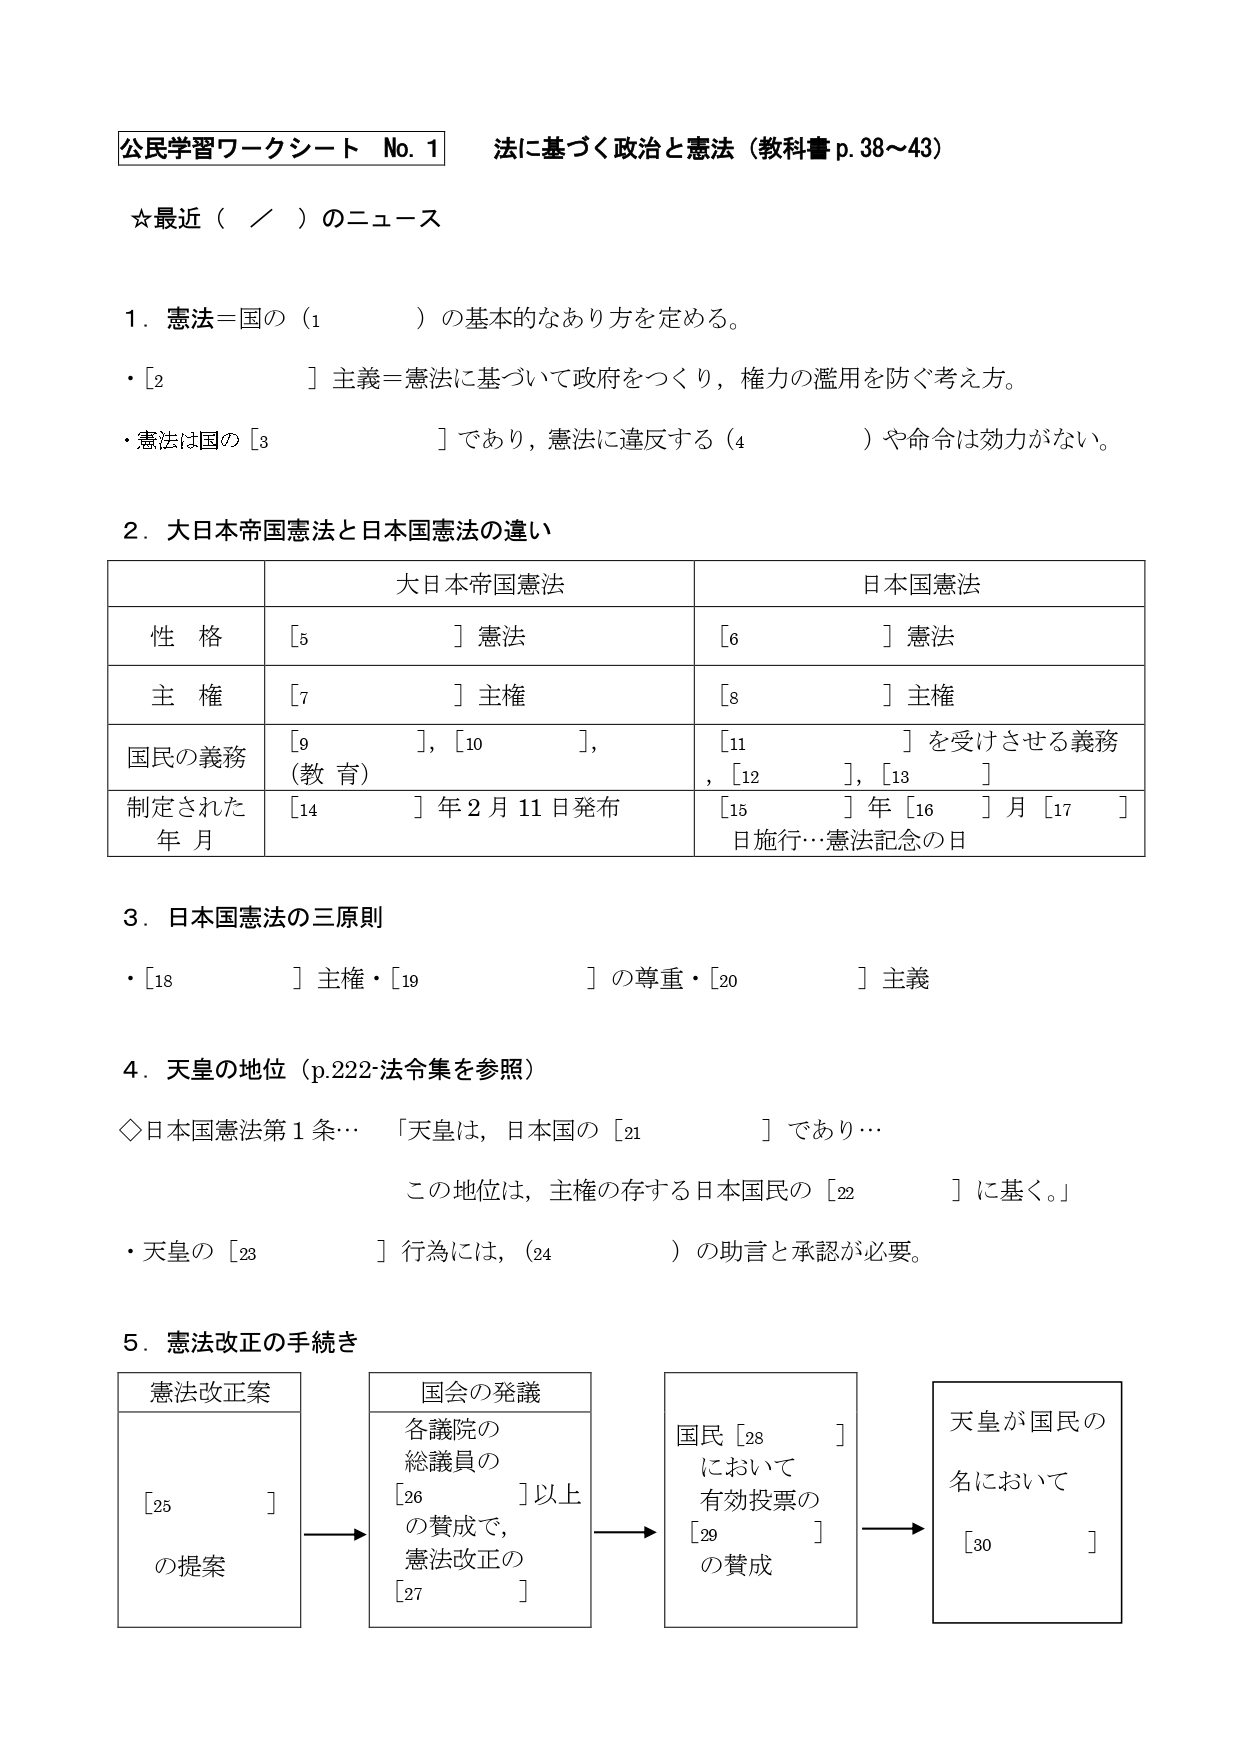 公民学習ワークシート　No. 1　　法に基づく政治と憲法（教科書 p. 38～43）
☆最近（　／　）のニュース
１．憲法＝国の（1　　　　）の基本的なあり方を定める。
・［2　　　　　　］主義＝憲法に基づいて政府をつくり，権力の濫用を防ぐ考え方。
・憲法は国の［3　　　　　　　］であり，憲法に違反する（4　　　　　）や命令は効力がない。
２．大日本帝国憲法と日本国憲法の違い
大日本帝国憲法　日本国憲法
性　格　［5　　　　　　］憲法　［6　　　　　　］憲法
主　権　［7　　　　　　］主権　［8　　　　　　］主権
国民の義務　［9　　　　］，［10　　　　］，　［11　　　　　　］を受けさせる義務
（教 育）　，［12　　　］，［13　　　］
制定された　［14　　　　］年 2 月 11 日発布　［15　　　　］年［16　　］月［17　　］
年 月　日施行…憲法記念の日
３．日本国憲法の三原則
・［18　　　　　］主権・［19　　　　　　　］の尊重・［20　　　　　］主義
４．天皇の地位（p.222-法令集を参照）
◇日本国憲法第 1 条…　「天皇は，日本国の［21　　　　　］であり…
この地位は，主権の存する日本国民の［22　　　　］に基く。」
・天皇の［23　　　　　］行為には，（24　　　　　）の助言と承認が必要。
５．憲法改正の手続き
憲法改正案
［25　　　　］
の提案
国会の発議
各議院の
総議員の
［26　　　　］以上
の賛成で，
憲法改正の
［27　　　　］
国民［28　　　］
において
有効投票の
［29　　　　］
の賛成
天皇が国民の
名において
［30　　　　］